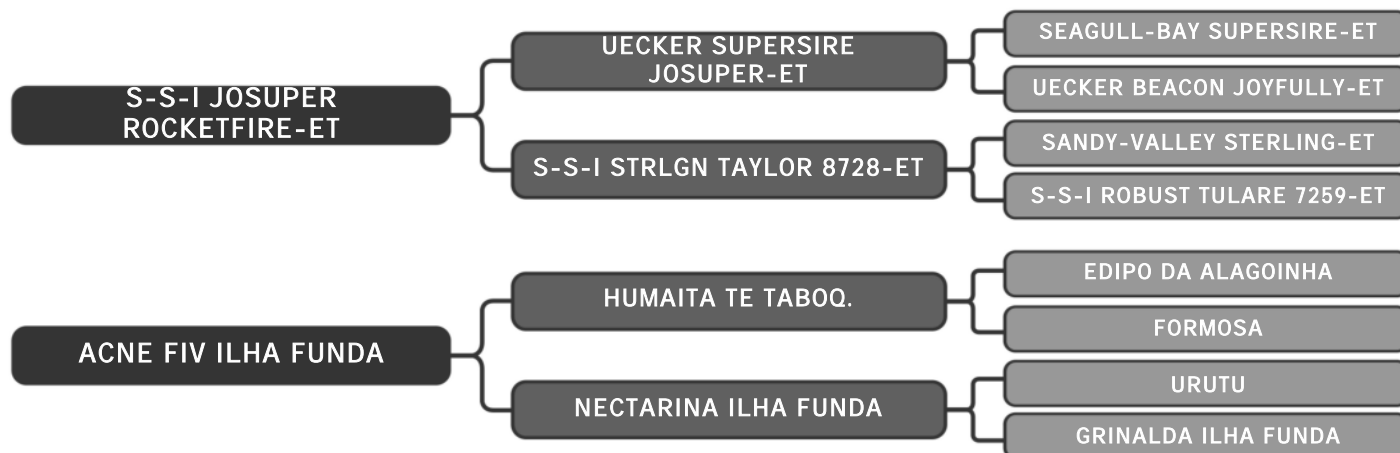 S-S-I JOSUPER
ROCKETFIRE-ET
UECKER SUPERSIRE
JOSUPER-ET
SEAGULL-BAY SUPERSIRE-ET
UECKER BEACON JOYFULLY-ET
S-S-I STRLGN TAYLOR 8728-ET
SANDY-VALLEY STERLING-ET
S-S-I ROBUST TULARE 7259-ET
ACNE FIV ILHA FUNDA
HUMAITA TE TABOQ.
EDIPO DA ALAGOINHA
FORMOSA
NECTARINA ILHA FUNDA
URUTU
GRINALDA ILHA FUNDA